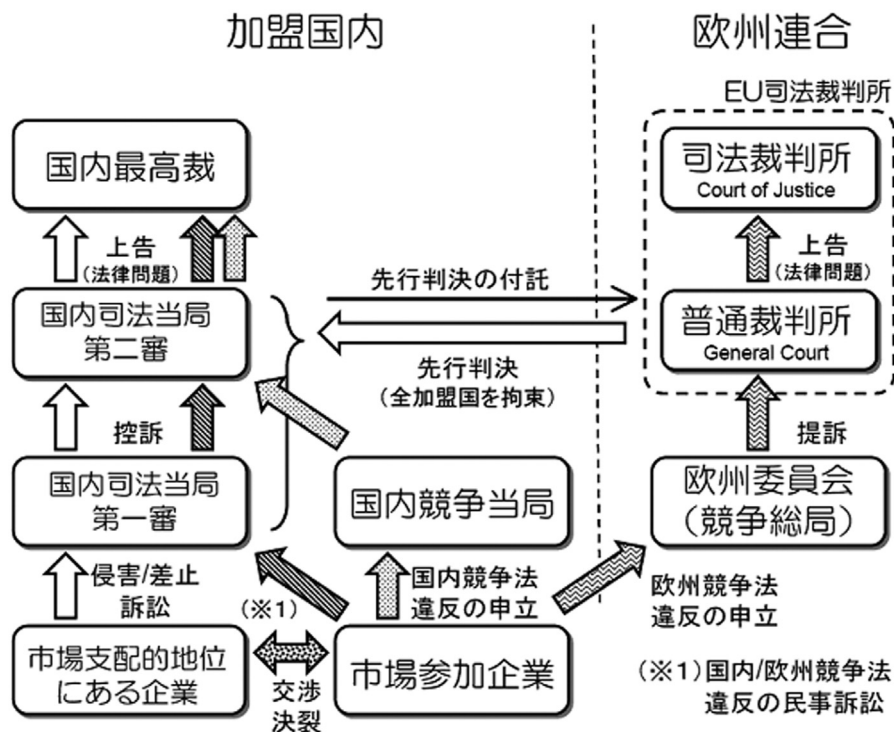 加盟国内
欧州連合
EU司法裁判所
国内最高裁
司法裁判所
Court of Justice
上告
(法律問題)
上告
(法律問題)
先行判決の付託
国内司法当局
第二審
普通裁判所
General Court
先行判決
(全加盟国を拘束)
控訴
提訴
国内司法当局
第一審
国内競争当局
欧州委員会
(競争総局)
侵害/差止
訴訟
(※1)
国内競争法
違反の申立
欧州競争法
違反の申立
市場支配的地位
にある企業
交渉
決裂
市場参加企業
(※1)国内/欧州競争法
違反の民事訴訟